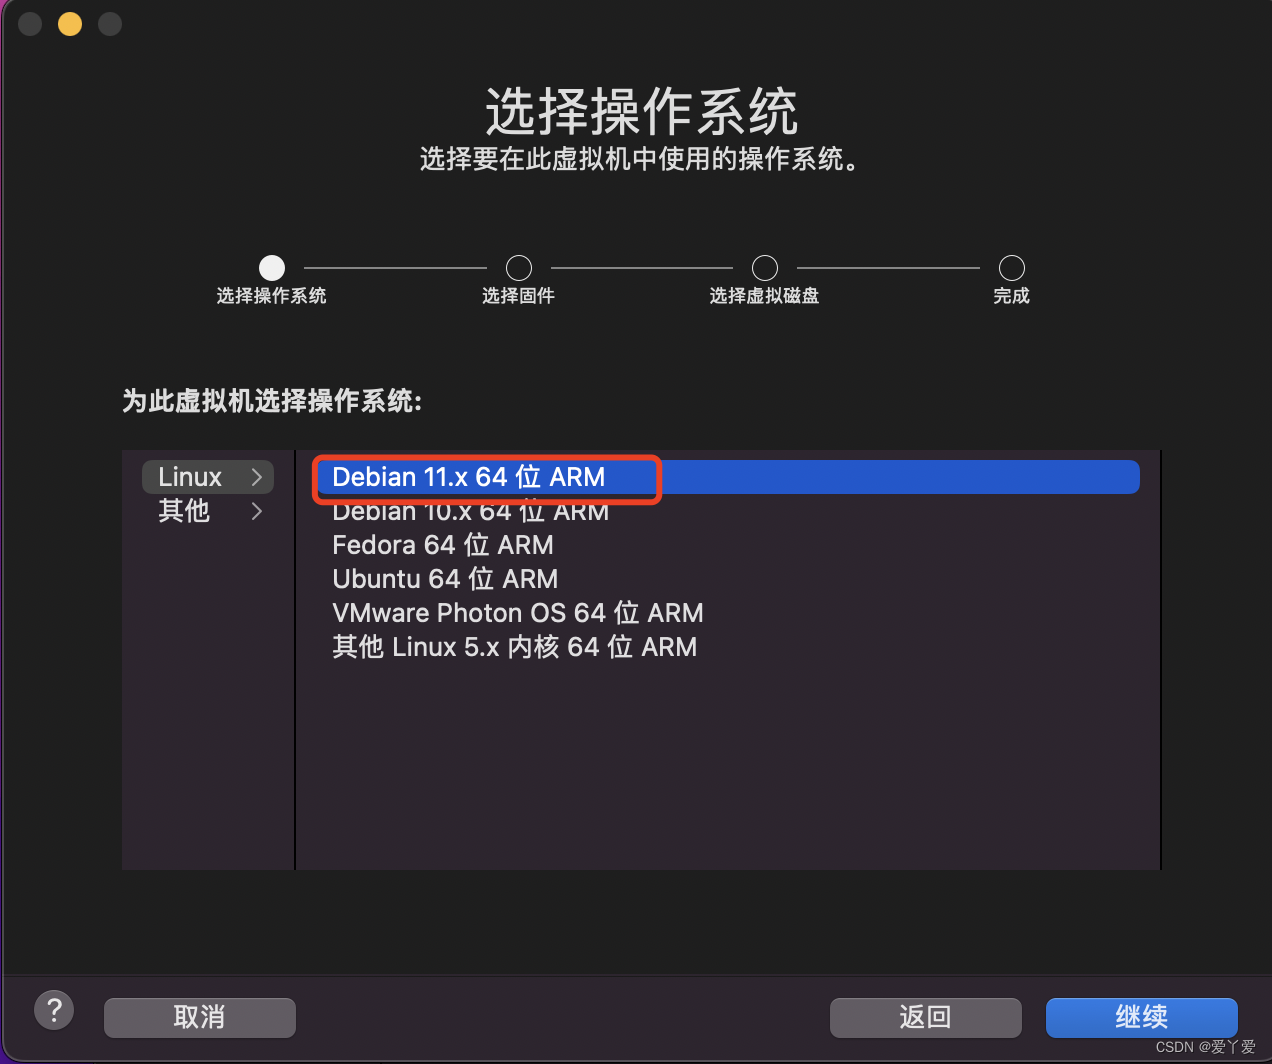 选择操作系统
选择要在此虚拟机中使用的操作系统。
选择操作系统
选择固件
选择虚拟磁盘
完成
为此虚拟机选择操作系统:
Linux
其他
Debian 11.x 64 位 ARM
Debian 10.x 64 位 ARM
Fedora 64 位 ARM
Ubuntu 64 位 ARM
VMware Photon OS 64 位 ARM
其他 Linux 5.x 内核 64 位 ARM
?
取消
返回
继续
CSDN @爱丫爱